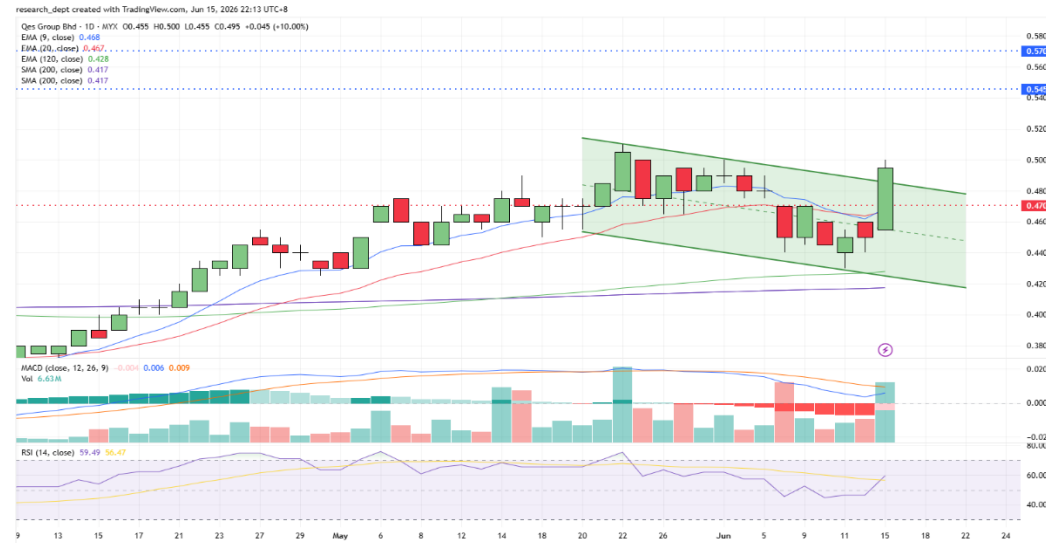 research_dept created with TradingView.com, Jun 15, 2026 22:13 UTC+8
Qes Group Bhd · 1D · MYX O0.455 H0.500 L0.455 C0.495 +0.045 (+10.00%)
EMA (9, close) 0.468
EMA (20, close) 0.467
EMA (120, close) 0.428
SMA (200, close) 0.417
SMA (200, close) 0.417
0.580
0.570
0.560
0.545
0.540
0.520
0.500
0.480
0.470
0.460
0.440
0.420
0.400
0.380
MACD (close, 12, 26, 9) -0.004 0.006 0.009
Vol 6.63M
0.020
0.000
-0.02
RSI (14, close) 59.49 56.47
80.00
60.00
40.00
9 13 15 17 21 23 27 29 May 6 8 12 14 18 20 22 26 28 Jun 5 9 11 15 18 22 24